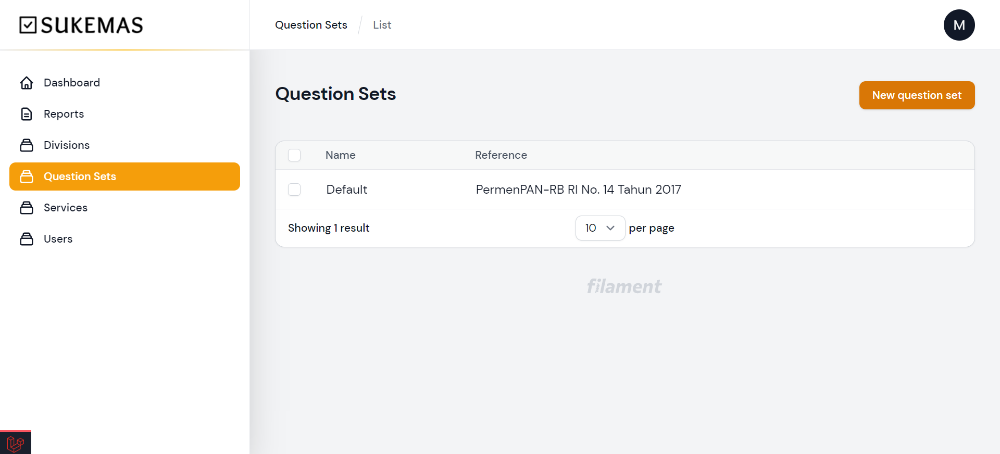 SUKEMAS
Question Sets / List
M
Dashboard
Reports
Divisions
Question Sets
Services
Users
Question Sets
New question set
Name Reference
Default PermenPAN-RB RI No. 14 Tahun 2017
Showing 1 result 10 per page
filament